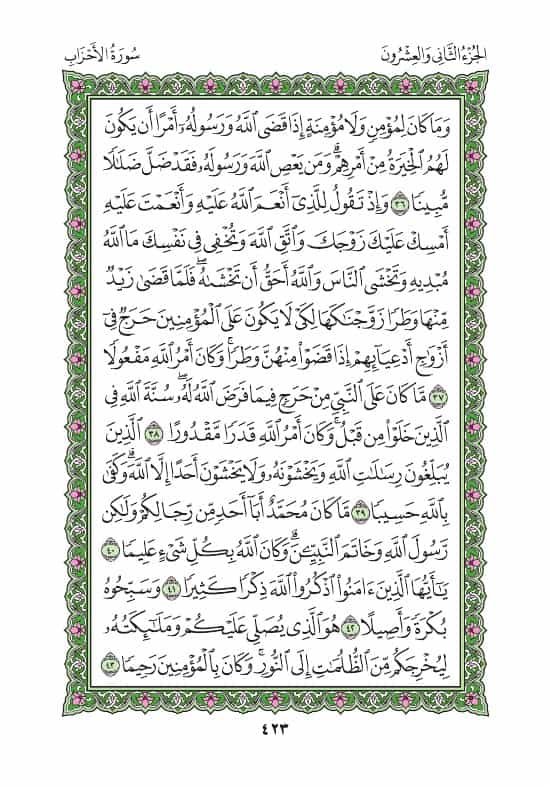 الجُزْءُ الثَّانِي وَالعِشْرُونَ
سُورَةُ الأَحْزَابِ
وَمَا كَانَ لِمُؤْمِنٍ وَلَا مُؤْمِنَةٍ إِذَا قَضَى ٱللَّهُ وَرَسُولُهُۥٓ أَمْرًا أَن يَكُونَ
لَهُمُ ٱلْخِيَرَةُ مِنْ أَمْرِهِمْۗ وَمَن يَعْصِ ٱللَّهَ وَرَسُولَهُۥ فَقَدْ ضَلَّ ضَلَٰلًا
مُّبِينًا ٣٦ وَإِذْ تَقُولُ لِلَّذِىٓ أَنْعَمَ ٱللَّهُ عَلَيْهِ وَأَنْعَمْتَ عَلَيْهِ
أَمْسِكْ عَلَيْكَ زَوْجَكَ وَٱتَّقِ ٱللَّهَ وَتُخْفِى فِى نَفْسِكَ مَا ٱللَّهُ
مُبْدِيهِ وَتَخْشَى ٱلنَّاسَ وَٱللَّهُ أَحَقُّ أَن تَخْشَىٰهُۖ فَلَمَّا قَضَىٰ زَيْدٌ
مِّنْهَا وَطَرًا زَوَّجْنَٰكَهَا لِكَىْ لَا يَكُونَ عَلَى ٱلْمُؤْمِنِينَ حَرَجٌ فِىٓ
أَزْوَٰجِ أَدْعِيَآئِهِمْ إِذَا قَضَوْا۟ مِنْهُنَّ وَطَرًاۚ وَكَانَ أَمْرُ ٱللَّهِ مَفْعُولًا
٣٧ مَّا كَانَ عَلَى ٱلنَّبِىِّ مِنْ حَرَجٍ فِيمَا فَرَضَ ٱللَّهُ لَهُۥۖ سُنَّةَ ٱللَّهِ فِى
ٱلَّذِينَ خَلَوْا۟ مِن قَبْلُۚ وَكَانَ أَمْرُ ٱللَّهِ قَدَرًا مَّقْدُورًا ٣٨ ٱلَّذِينَ
يُبَلِّغُونَ رِسَٰلَٰتِ ٱللَّهِ وَيَخْشَوْنَهُۥ وَلَا يَخْشَوْنَ أَحَدًا إِلَّا ٱللَّهَۗ وَكَفَىٰ
بِٱللَّهِ حَسِيبًا ٣٩ مَّا كَانَ مُحَمَّدٌ أَبَآ أَحَدٍ مِّن رِّجَالِكُمْ وَلَٰكِن
رَّسُولَ ٱللَّهِ وَخَاتَمَ ٱلنَّبِيِّـۧنَۗ وَكَانَ ٱللَّهُ بِكُلِّ شَىْءٍ عَلِيمًا ٤٠
يَٰٓأَيُّهَا ٱلَّذِينَ ءَامَنُوا۟ ٱذْكُرُوا۟ ٱللَّهَ ذِكْرًا كَثِيرًا ٤١ وَسَبِّحُوهُ
بُكْرَةً وَأَصِيلًا ٤٢ هُوَ ٱلَّذِى يُصَلِّى عَلَيْكُمْ وَمَلَٰٓئِكَتُهُۥ
لِيُخْرِجَكُم مِّنَ ٱلظُّلُمَٰتِ إِلَى ٱلنُّورِۚ وَكَانَ بِٱلْمُؤْمِنِينَ رَحِيمًا ٤٣
٤٢٣